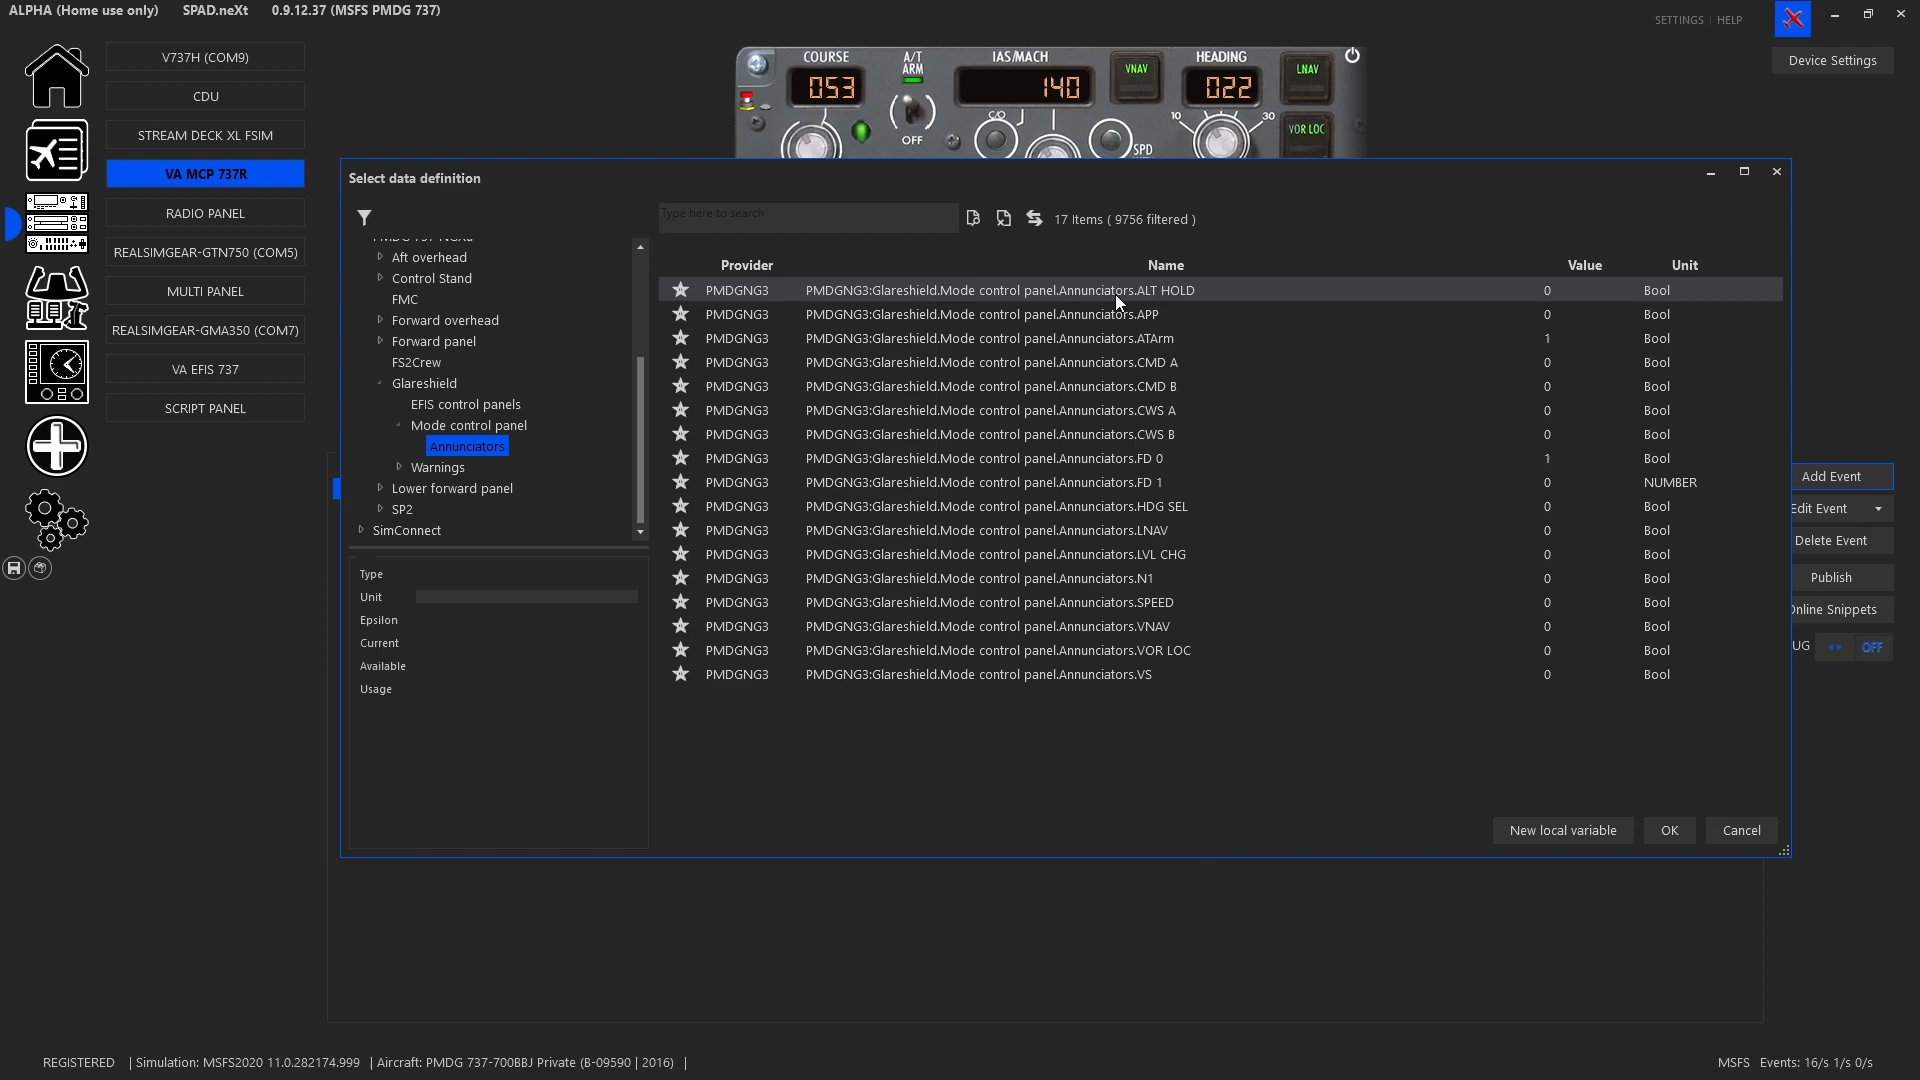 ALPHA (Home use only) SPAD.neXt 0.9.12.37 (MSFS PMDG 737)
SETTINGS | HELP
Device Settings
V737H (COM9)
CDU
STREAM DECK XL FSIM
VA MCP 737R
RADIO PANEL
REALSIMGEAR-GTN750 (COM5)
MULTI PANEL
REALSIMGEAR-GMA350 (COM7)
VA EFIS 737
SCRIPT PANEL
COURSE
053
A/T
ARM
OFF
IAS/MACH
140
C/O
SPD
VNAV
HEADING
022
10
30
LNAV
VOR LOC
Select data definition
Type here to search
17 Items ( 9756 filtered )
PMDG 737 NGXu
Aft overhead
Control Stand
FMC
Forward overhead
Forward panel
FS2Crew
Glareshield
EFIS control panels
Mode control panel
Annunciators
Warnings
Lower forward panel
SP2
SimConnect
Type
Unit
Epsilon
Current
Available
Usage
Provider Name Value Unit
PMDGNG3 PMDGNG3:Glareshield.Mode control panel.Annunciators.ALT HOLD 0 Bool
PMDGNG3 PMDGNG3:Glareshield.Mode control panel.Annunciators.APP 0 Bool
PMDGNG3 PMDGNG3:Glareshield.Mode control panel.Annunciators.ATArm 1 Bool
PMDGNG3 PMDGNG3:Glareshield.Mode control panel.Annunciators.CMD A 0 Bool
PMDGNG3 PMDGNG3:Glareshield.Mode control panel.Annunciators.CMD B 0 Bool
PMDGNG3 PMDGNG3:Glareshield.Mode control panel.Annunciators.CWS A 0 Bool
PMDGNG3 PMDGNG3:Glareshield.Mode control panel.Annunciators.CWS B 0 Bool
PMDGNG3 PMDGNG3:Glareshield.Mode control panel.Annunciators.FD 0 1 Bool
PMDGNG3 PMDGNG3:Glareshield.Mode control panel.Annunciators.FD 1 0 NUMBER
PMDGNG3 PMDGNG3:Glareshield.Mode control panel.Annunciators.HDG SEL 0 Bool
PMDGNG3 PMDGNG3:Glareshield.Mode control panel.Annunciators.LNAV 0 Bool
PMDGNG3 PMDGNG3:Glareshield.Mode control panel.Annunciators.LVL CHG 0 Bool
PMDGNG3 PMDGNG3:Glareshield.Mode control panel.Annunciators.N1 0 Bool
PMDGNG3 PMDGNG3:Glareshield.Mode control panel.Annunciators.SPEED 0 Bool
PMDGNG3 PMDGNG3:Glareshield.Mode control panel.Annunciators.VNAV 0 Bool
PMDGNG3 PMDGNG3:Glareshield.Mode control panel.Annunciators.VOR LOC 0 Bool
PMDGNG3 PMDGNG3:Glareshield.Mode control panel.Annunciators.VS 0 Bool
New local variable OK Cancel
Add Event
Edit Event
Delete Event
Publish
Online Snippets
UG OFF
REGISTERED | Simulation: MSFS2020 11.0.282174.999 | Aircraft: PMDG 737-700BBJ Private (B-09590 | 2016) |
MSFS Events: 16/s 1/s 0/s